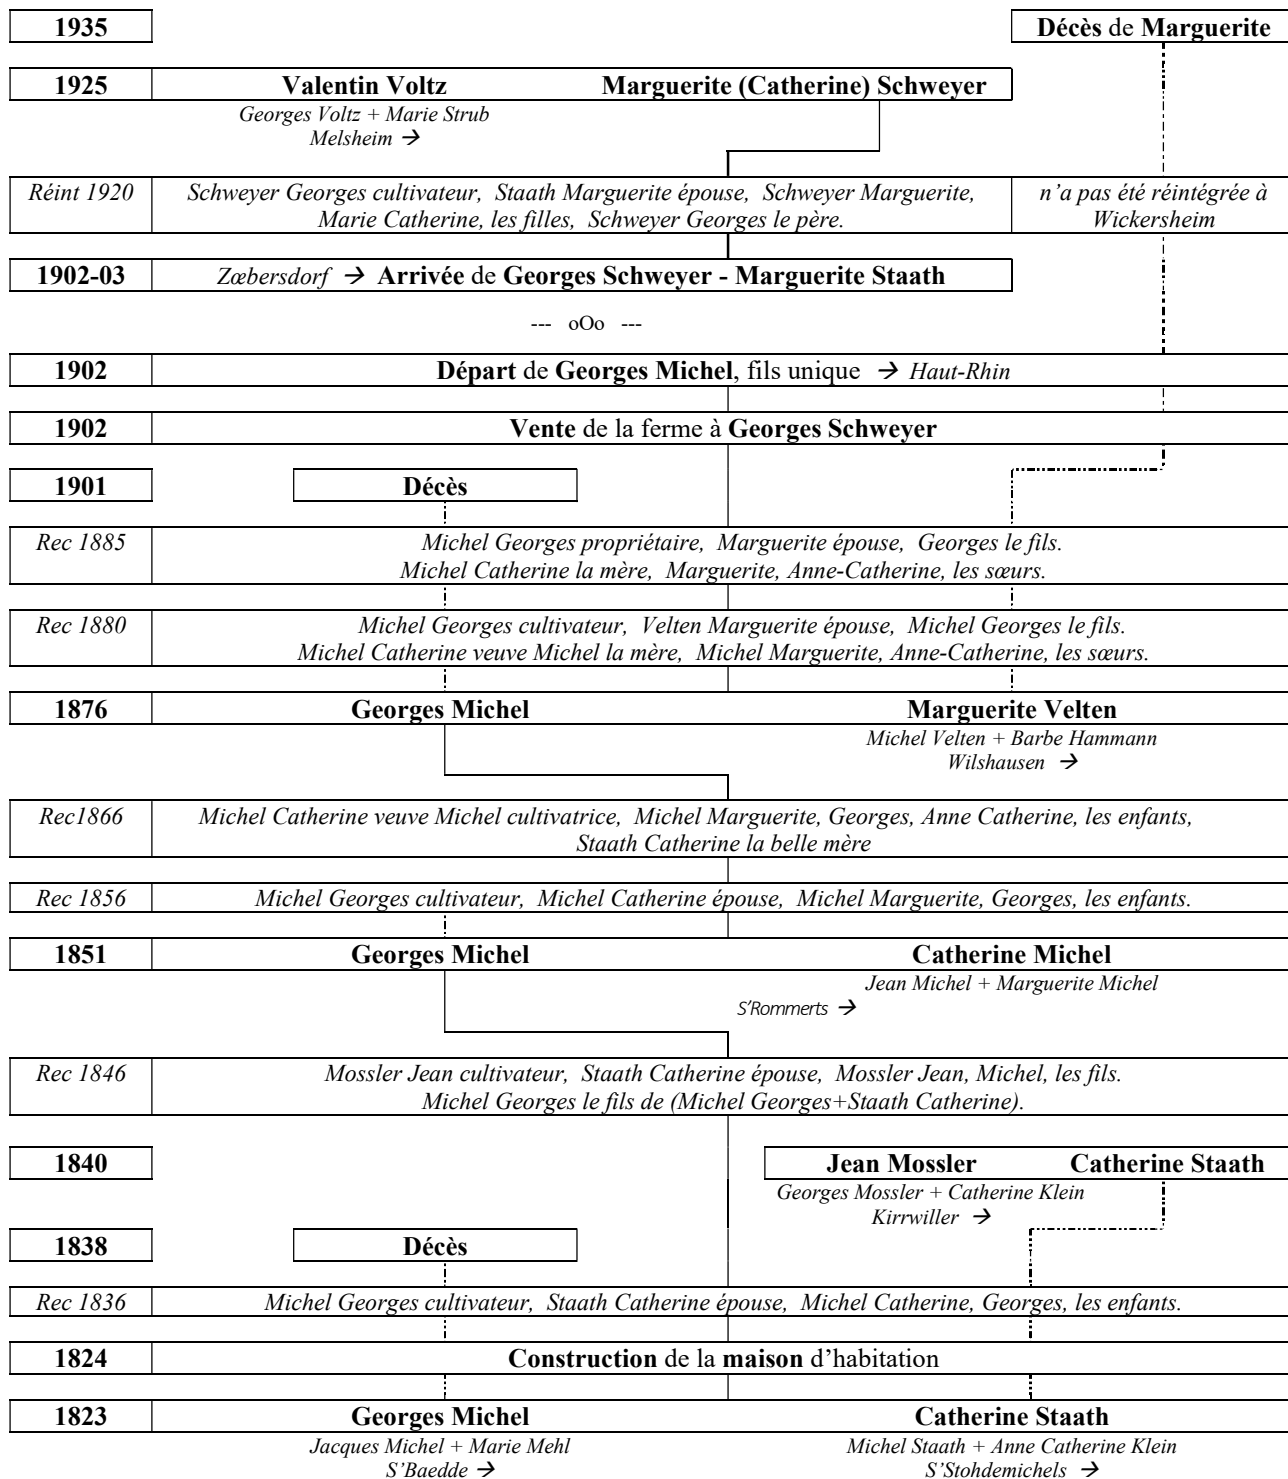 1935 Décès de Marguerite
1925 Valentin Voltz Marguerite (Catherine) Schweyer
Georges Voltz + Marie Strub
Melsheim →
Réint 1920 Schweyer Georges cultivateur, Staath Marguerite épouse, Schweyer Marguerite, n'a pas été réintégrée à
Marie Catherine, les filles, Schweyer Georges le père. Wickersheim
1902-03 Zœbersdorf → Arrivée de Georges Schweyer - Marguerite Staath
--- oOo ---
1902 Départ de Georges Michel, fils unique → Haut-Rhin
1902 Vente de la ferme à Georges Schweyer
1901 Décès
Rec 1885 Michel Georges propriétaire, Marguerite épouse, Georges le fils.
Michel Catherine la mère, Marguerite, Anne-Catherine, les sœurs.
Rec 1880 Michel Georges cultivateur, Velten Marguerite épouse, Michel Georges le fils.
Michel Catherine veuve Michel la mère, Michel Marguerite, Anne-Catherine, les sœurs.
1876 Georges Michel Marguerite Velten
Michel Velten + Barbe Hammann
Wilshausen →
Rec1866 Michel Catherine veuve Michel cultivatrice, Michel Marguerite, Georges, Anne Catherine, les enfants,
Staath Catherine la belle mère
Rec 1856 Michel Georges cultivateur, Michel Catherine épouse, Michel Marguerite, Georges, les enfants.
1851 Georges Michel Catherine Michel
Jean Michel + Marguerite Michel
S'Rommerts →
Rec 1846 Mossler Jean cultivateur, Staath Catherine épouse, Mossler Jean, Michel, les fils.
Michel Georges le fils de (Michel Georges+Staath Catherine).
1840 Jean Mossler Catherine Staath
Georges Mossler + Catherine Klein
Kirrwiller →
1838 Décès
Rec 1836 Michel Georges cultivateur, Staath Catherine épouse, Michel Catherine, Georges, les enfants.
1824 Construction de la maison d'habitation
1823 Georges Michel Catherine Staath
Jacques Michel + Marie Mehl Michel Staath + Anne Catherine Klein
S'Baedde → S'Stohdemichels →